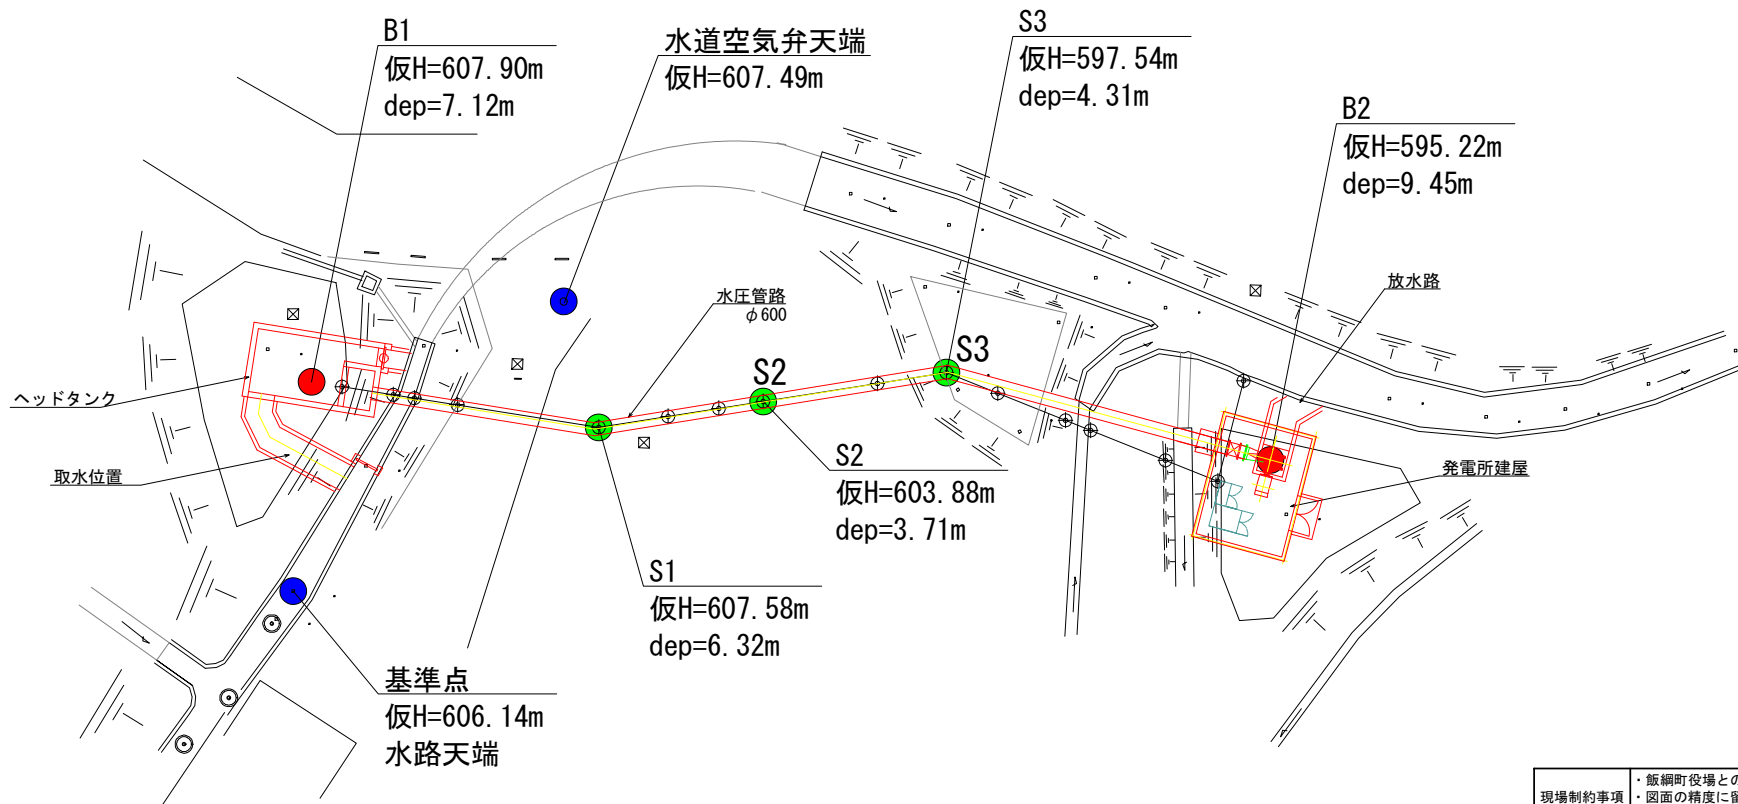 B1
仮H=607.90m
dep=7.12m
水道空気弁天端
仮H=607.49m
S3
仮H=597.54m
dep=4.31m
B2
仮H=595.22m
dep=9.45m
放水路
水圧管路
φ600
S3
S2
ヘッドタンク
取水位置
S2
仮H=603.88m
dep=3.71m
発電所建屋
S1
仮H=607.58m
dep=6.32m
基準点
仮H=606.14m
水路天端
現場制約事項
・飯綱町役場との
・図面の精度に留